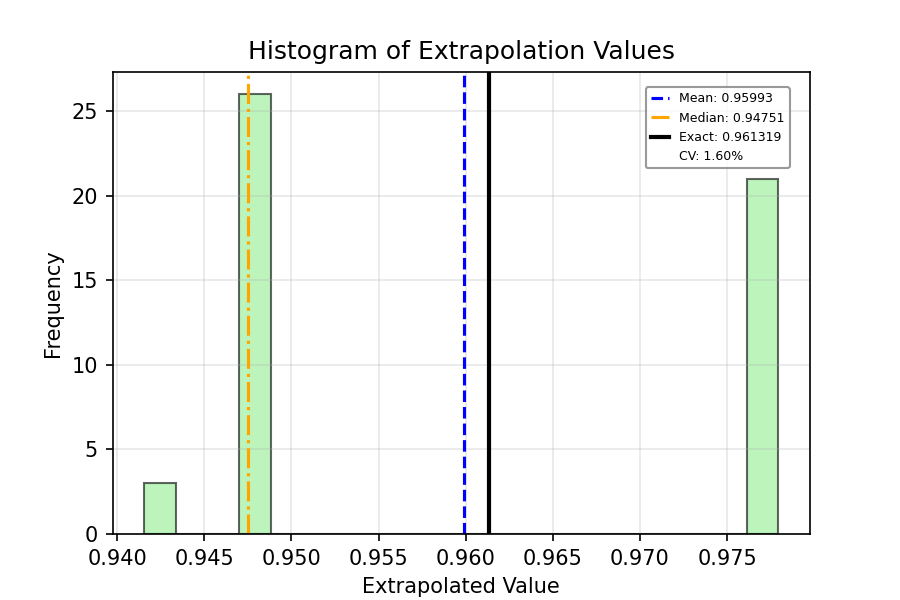 Histogram of Extrapolation Values
Frequency
25
20
15
10
5
0
0.940 0.945 0.950 0.955 0.960 0.965 0.970 0.975
Extrapolated Value
Mean: 0.95993
Median: 0.94751
Exact: 0.961319
CV: 1.60%